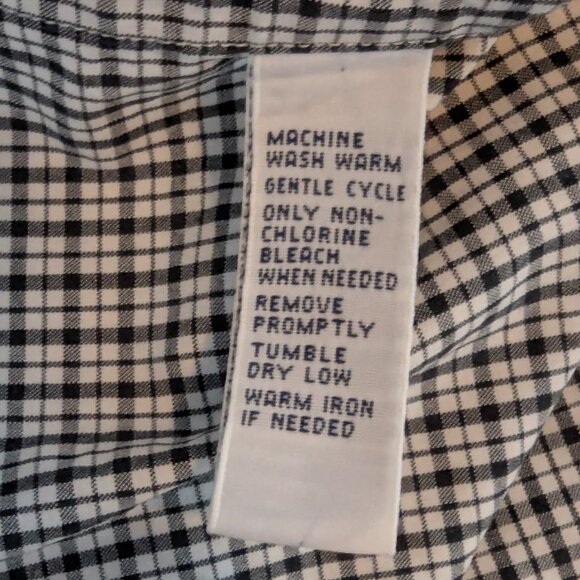 MACHINE
WASH WARM
GENTLE CYCLE
ONLY NON-
CHLORINE
BLEACH
WHEN NEEDED
REMOVE
PROMPTLY
TUMBLE
DRY LOW
WARM IRON
IF NEEDED